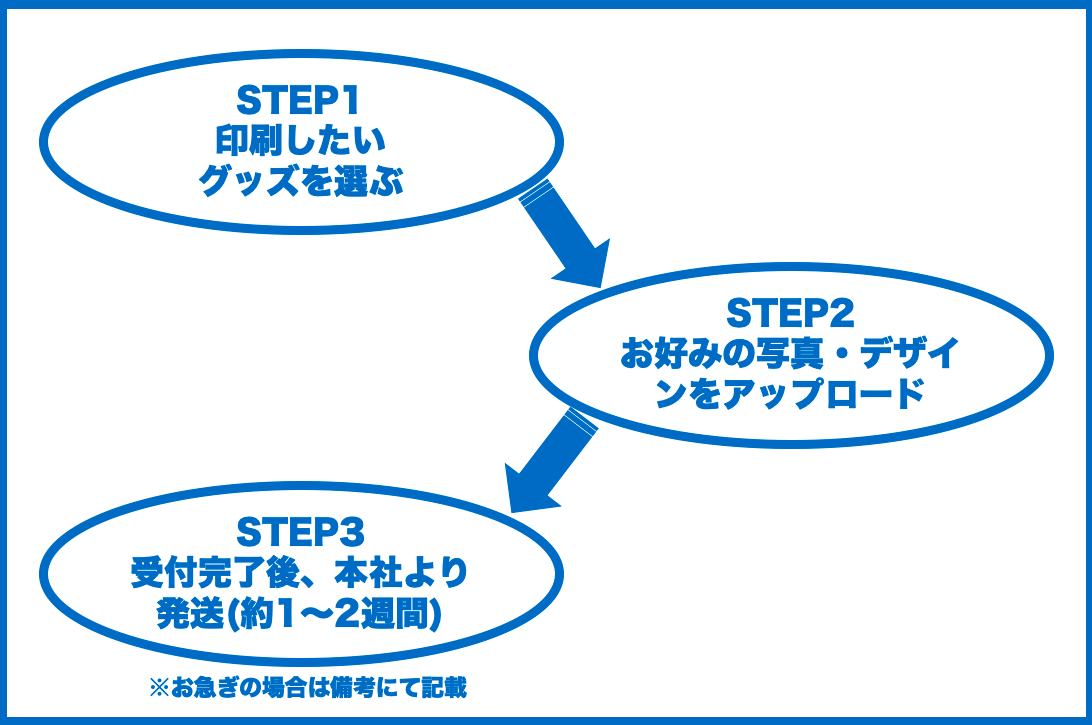 STEP1
印刷したい
グッズを選ぶ
STEP2
お好みの写真・デザイ
ンをアップロード
STEP3
受付完了後、本社より
発送(約1〜2週間)
※お急ぎの場合は備考にて記載